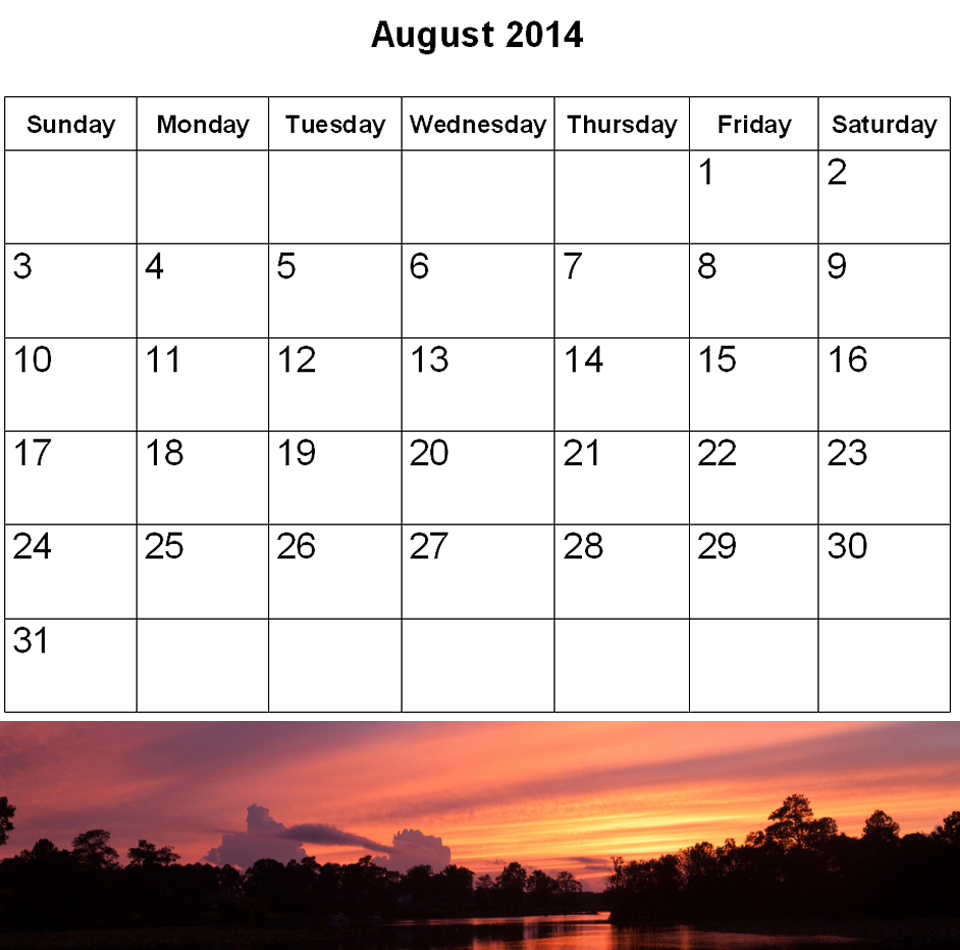 August 2014
Sunday Monday Tuesday Wednesday Thursday Friday Saturday
1 2
3 4 5 6 7 8 9
10 11 12 13 14 15 16
17 18 19 20 21 22 23
24 25 26 27 28 29 30
31